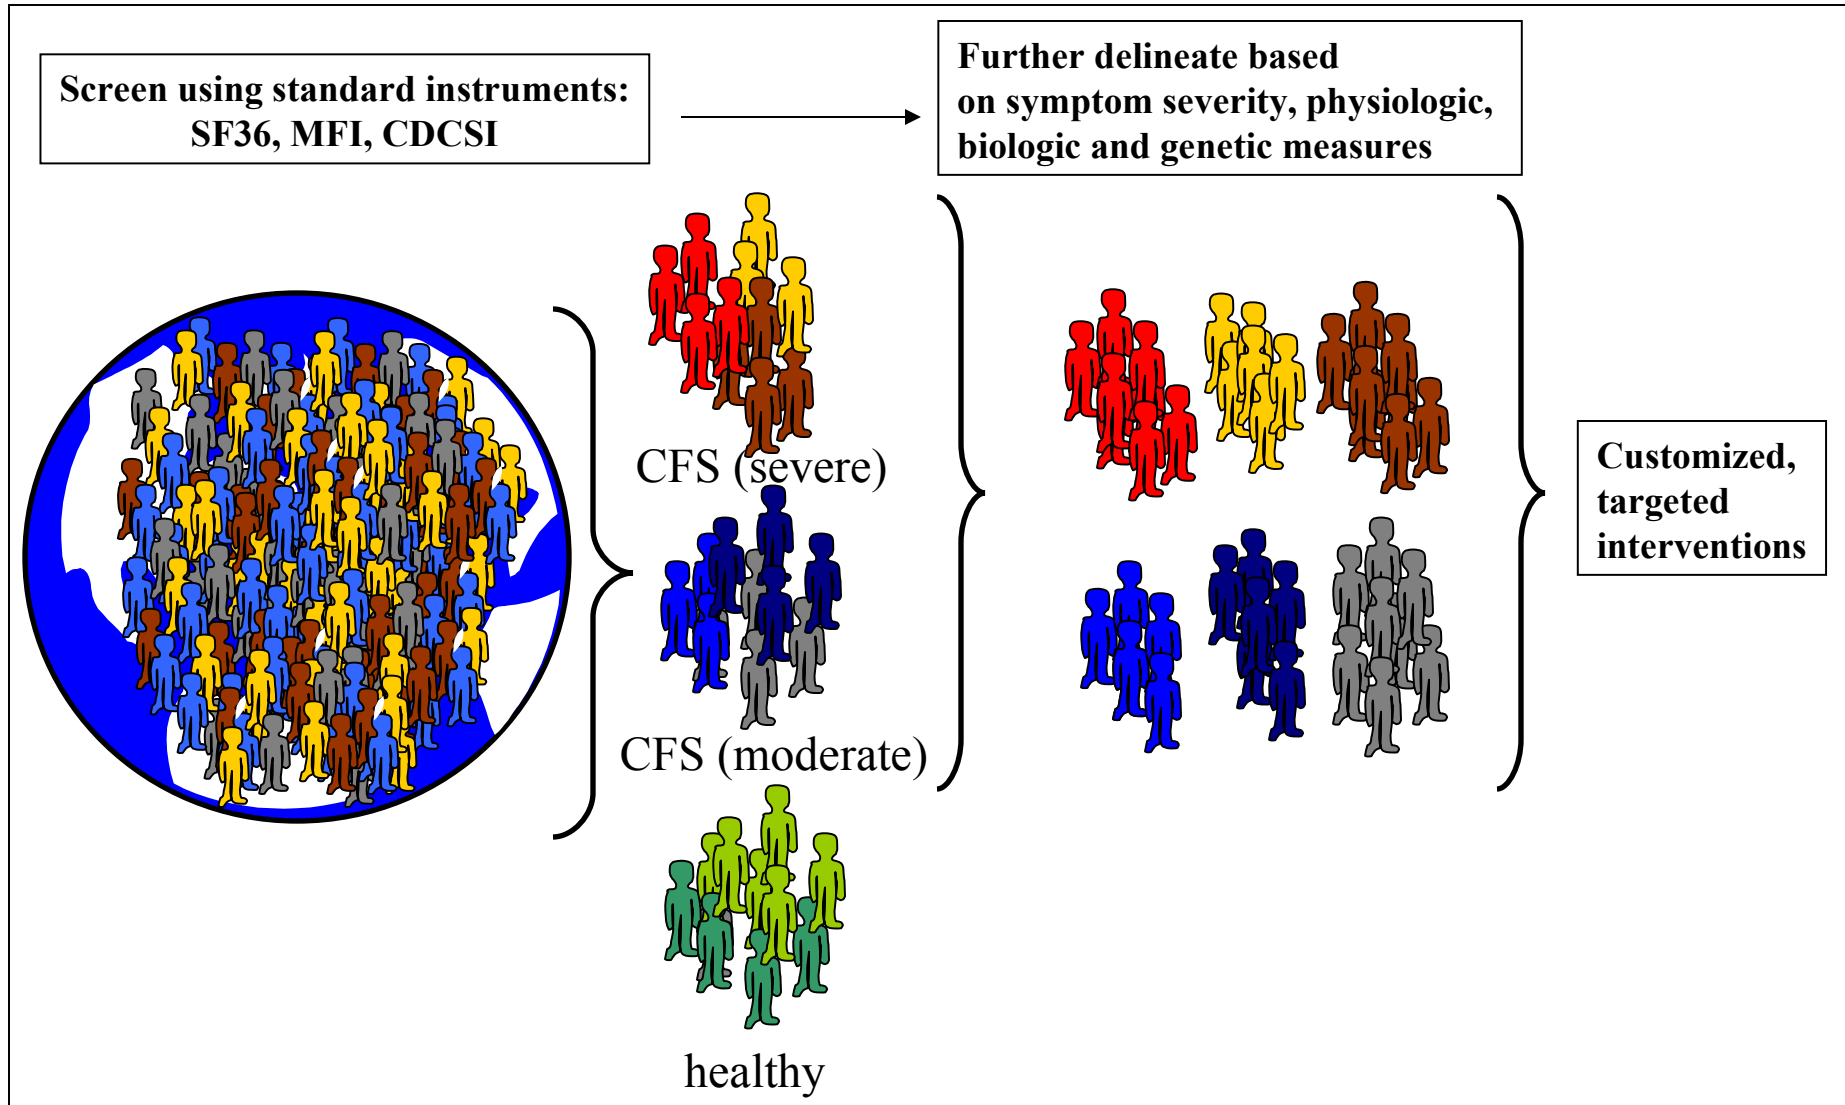 Screen using standard instruments:
SF36, MFI, CDCSI
Further delineate based
on symptom severity, physiologic,
biologic and genetic measures
CFS (severe)
CFS (moderate)
healthy
Customized,
targeted
interventions